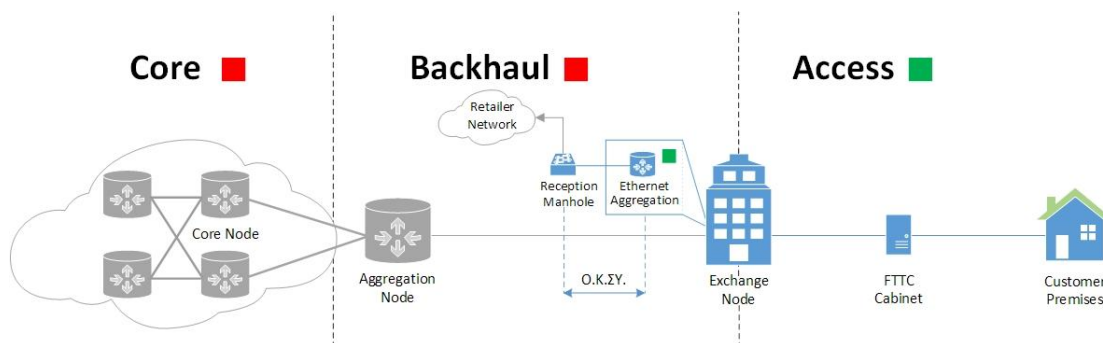 Core
Backhaul
Access
Retailer
Network
Reception
Manhole
Ethernet
Aggregation
Core Node
Aggregation
Node
Ο.Κ.ΣΥ.
Exchange
Node
FTTC
Cabinet
Customer
Premises